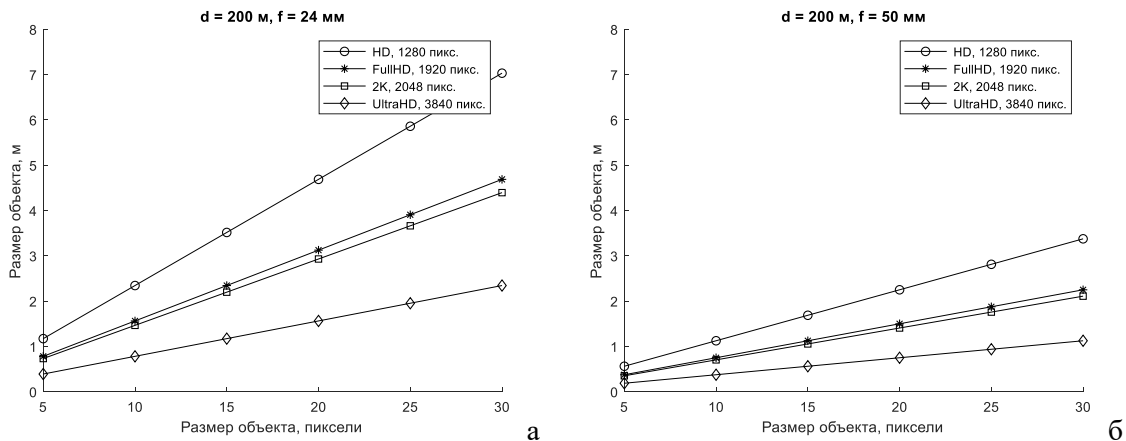 d = 200 м, f = 24 мм
8
7
6
5
4
3
2
1
0
Размер объекта, м
HD, 1280 пикс.
FullHD, 1920 пикс.
2K, 2048 пикс.
UltraHD, 3840 пикс.
5 10 15 20 25 30
Размер объекта, пиксели
а
d = 200 м, f = 50 мм
8
7
6
5
4
3
2
1
0
Размер объекта, м
HD, 1280 пикс.
FullHD, 1920 пикс.
2K, 2048 пикс.
UltraHD, 3840 пикс.
5 10 15 20 25 30
Размер объекта, пиксели
б